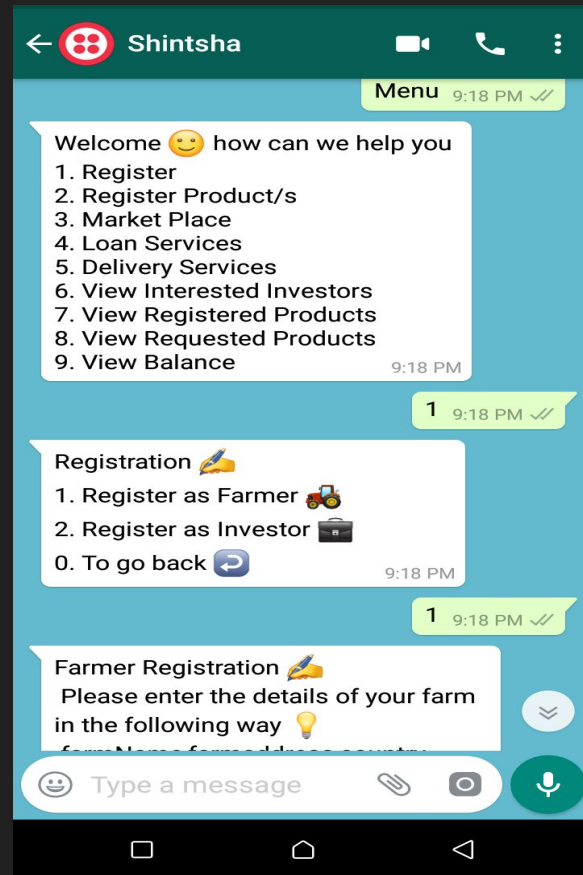 Shintsha
Menu 9:18 PM
Welcome 🙂 how can we help you
1. Register
2. Register Product/s
3. Market Place
4. Loan Services
5. Delivery Services
6. View Interested Investors
7. View Registered Products
8. View Requested Products
9. View Balance
9:18 PM
1 9:18 PM
Registration ✍️
1. Register as Farmer 🚜
2. Register as Investor 💼
0. To go back ↩️
9:18 PM
1 9:18 PM
Farmer Registration ✍️
Please enter the details of your farm
in the following way 💡
Type a message